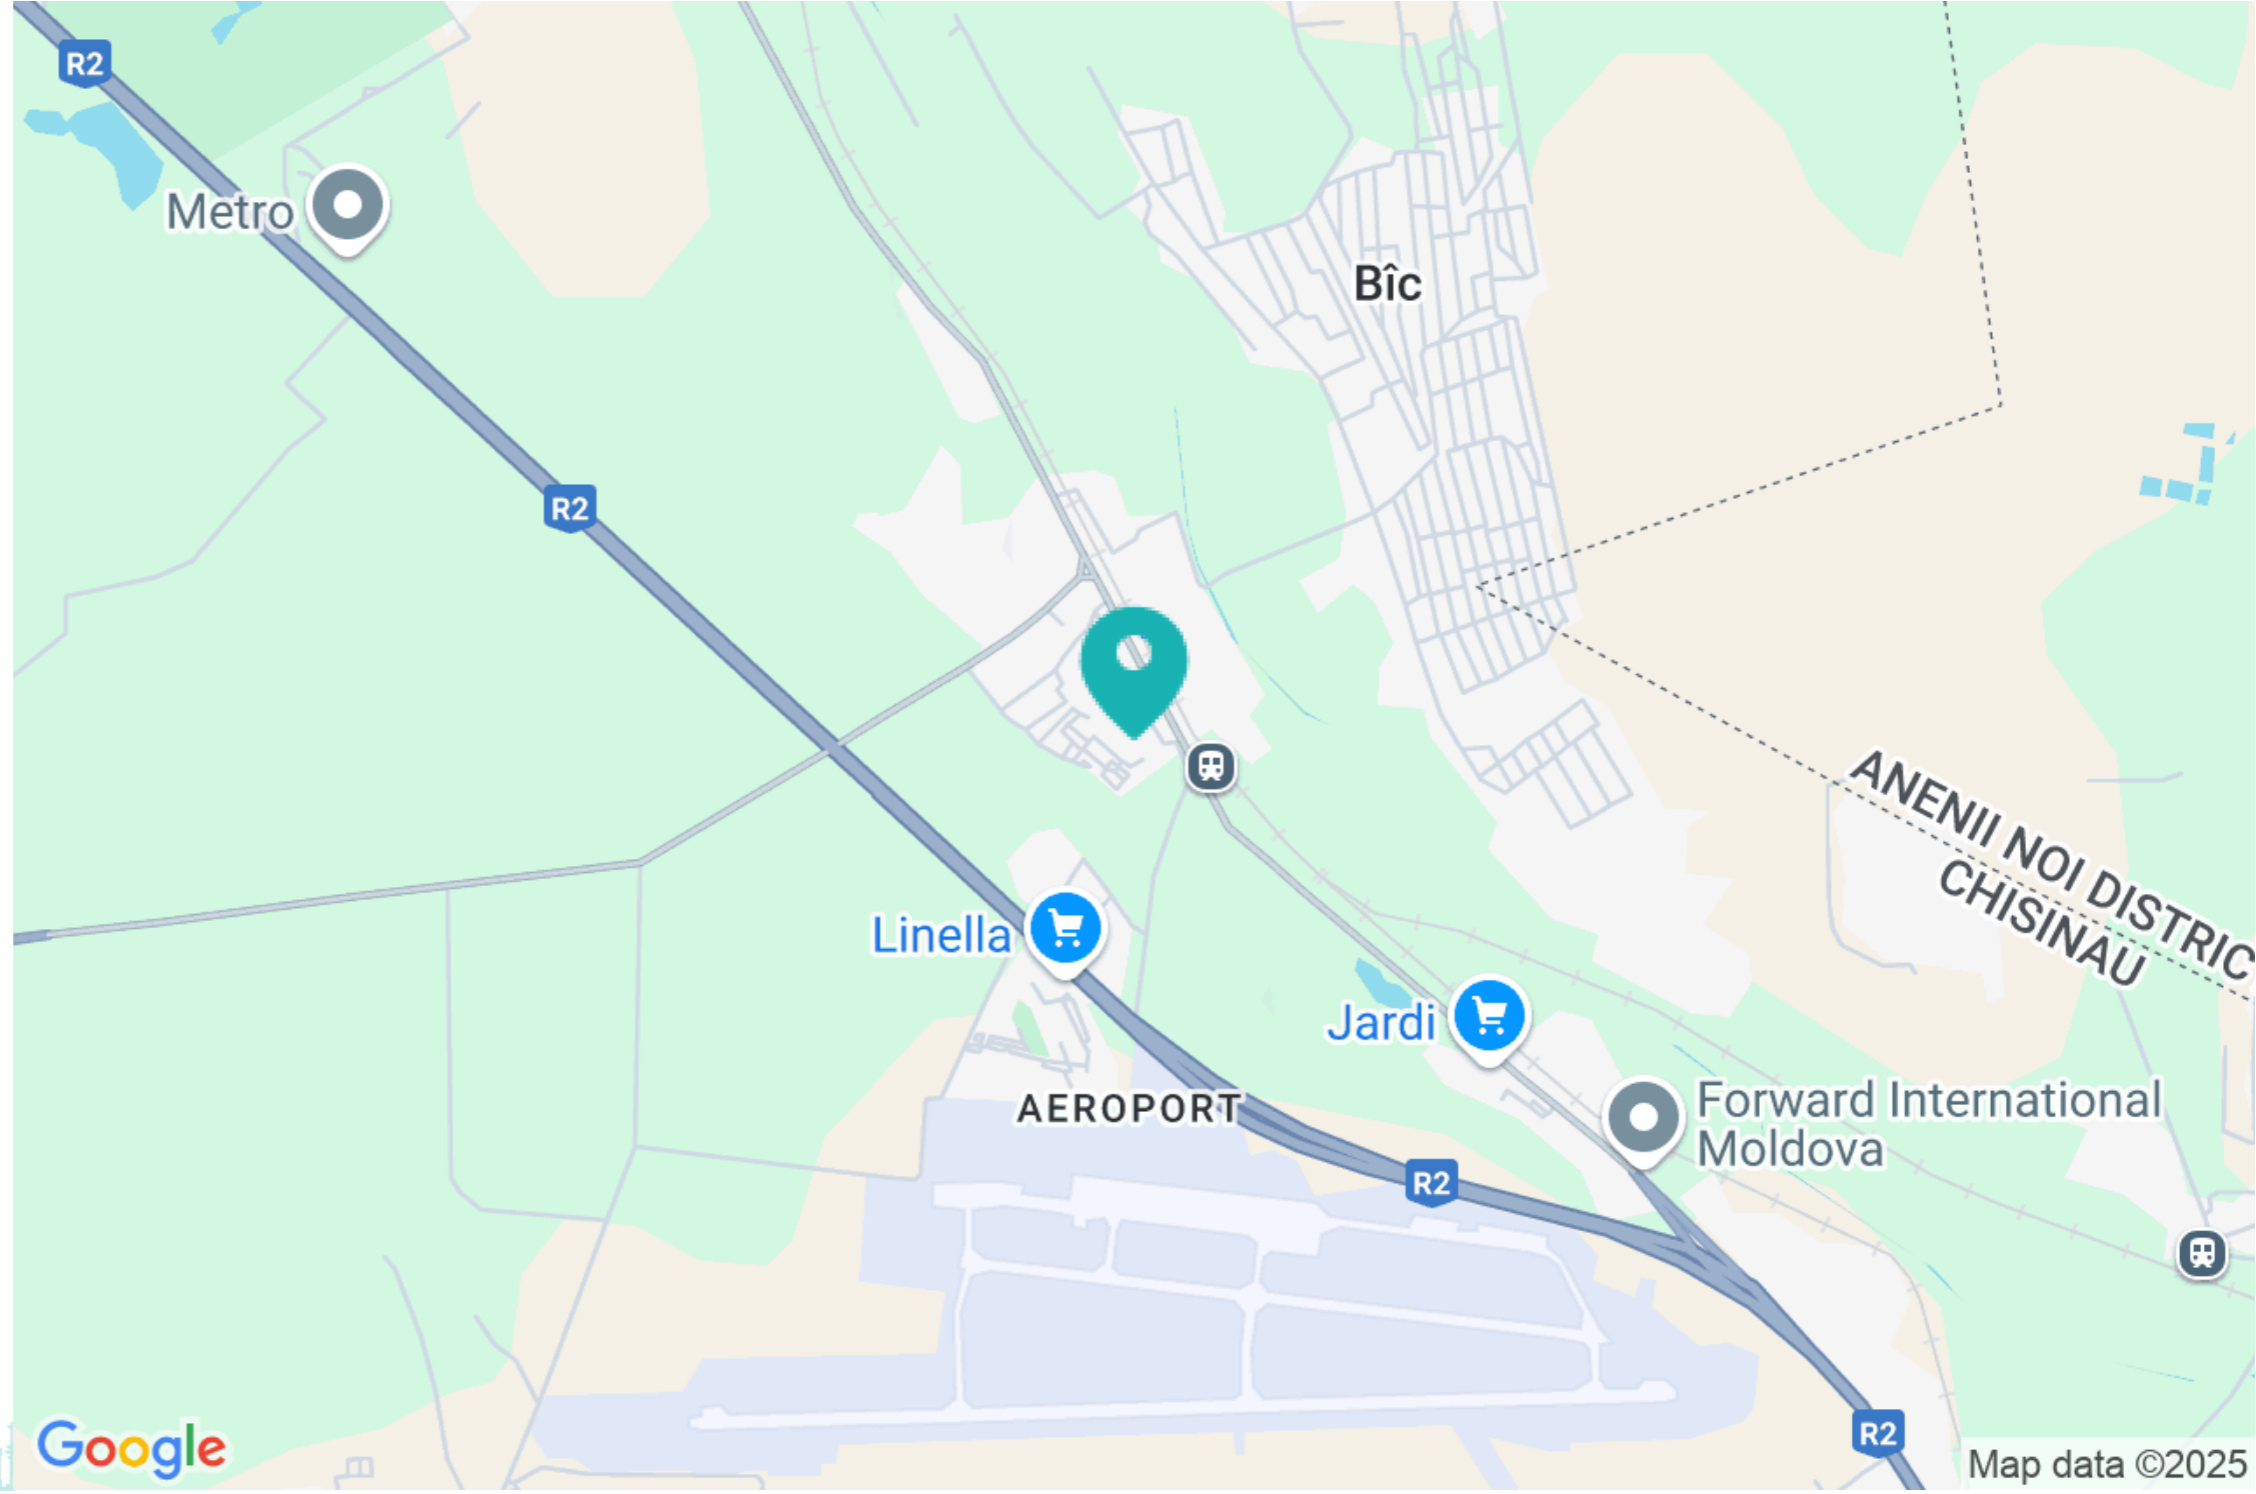 R2
Metro
Bîc
R2
ANENII NOI DISTRIC
CHISINAU
Linella
Jardi
AEROPORT
Forward International
Moldova
R2
R2
Google
Map data ©2025